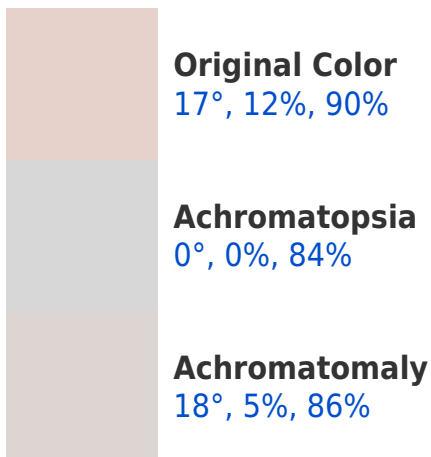 Original Color
17°, 12%, 90%
Achromatopsia
0°, 0%, 84%
Achromatomaly
18°, 5%, 86%